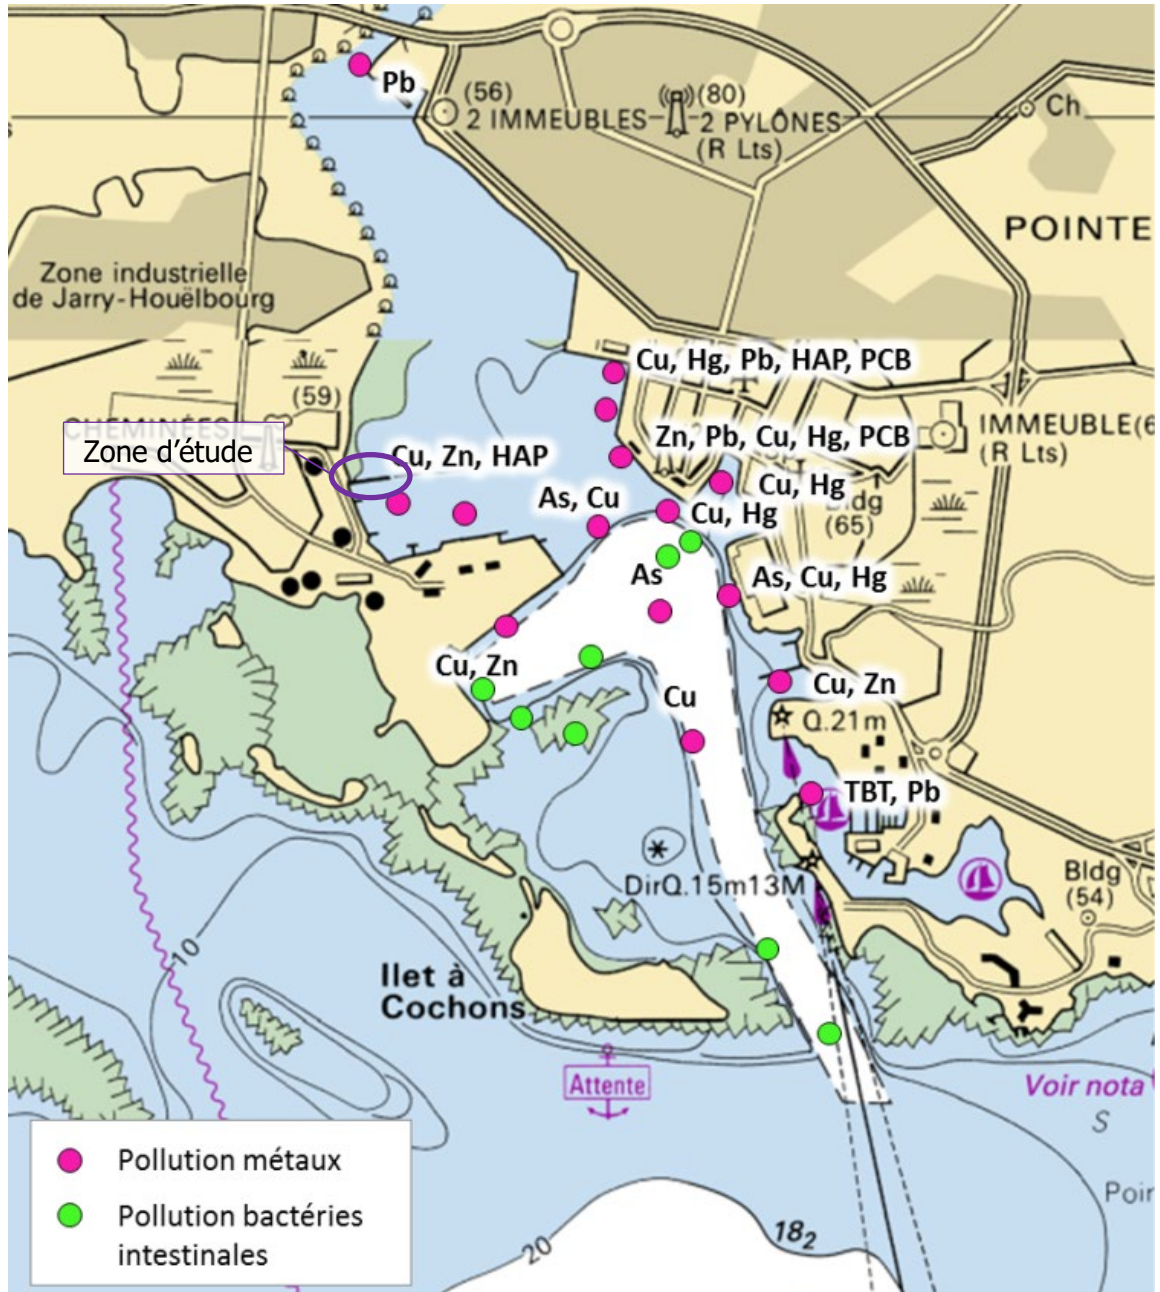 Pb
(56)
2 IMMEUBLES
(80)
2 PYLÔNES
(R Lts)
Ch
POINTE
Zone industrielle
de Jarry-Houëlbourg
Cu, Hg, Pb, HAP, PCB
(59)
CHEMINÉES
Zone d'étude
Cu, Zn, HAP
Zn, Pb, Cu, Hg, PCB
IMMEUBLE(6
(R Lts)
As, Cu
Cu, Hg
Cu, Hg
Bldg
(65)
As
As, Cu, Hg
Cu, Zn
Cu
Cu, Zn
Q.21m
TBT, Pb
DirQ.15m13M
Bldg
(54)
10
Ilet à
Cochons
Attente
Voir nota
S
Poin
18₂
20
Pollution métaux
Pollution bactéries
intestinales